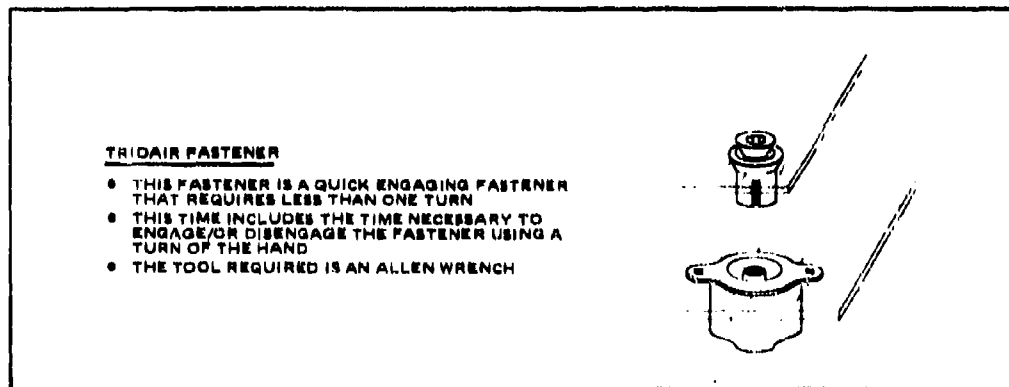 TRIDAIR FASTENER
• THIS FASTENER IS A QUICK ENGAGING FASTENER
THAT REQUIRES LESS THAN ONE TURN
• THIS TIME INCLUDES THE TIME NECESSARY TO
ENGAGE/OR DISENGAGE THE FASTENER USING A
TURN OF THE HAND
• THE TOOL REQUIRED IS AN ALLEN WRENCH